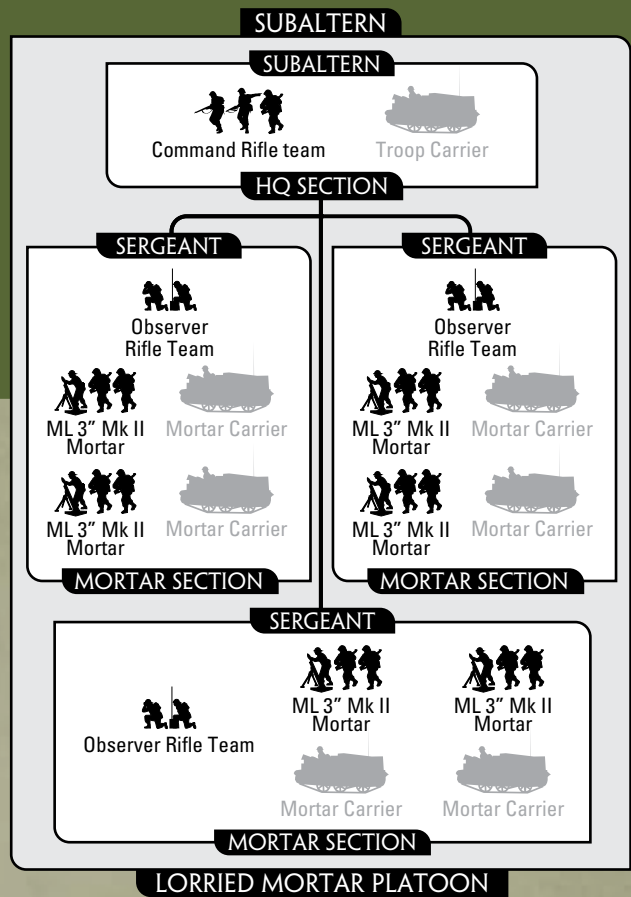 SUBALTERN
SUBALTERN
Command Rifle team
Troop Carrier
HQ SECTION
SERGEANT
Observer
Rifle Team
ML 3” Mk II
Mortar
Mortar Carrier
ML 3” Mk II
Mortar
Mortar Carrier
MORTAR SECTION
SERGEANT
Observer
Rifle Team
ML 3” Mk II
Mortar
Mortar Carrier
ML 3” Mk II
Mortar
Mortar Carrier
MORTAR SECTION
SERGEANT
Observer Rifle Team
ML 3” Mk II
Mortar
Mortar Carrier
ML 3” Mk II
Mortar
Mortar Carrier
MORTAR SECTION
LORRIED MORTAR PLATOON